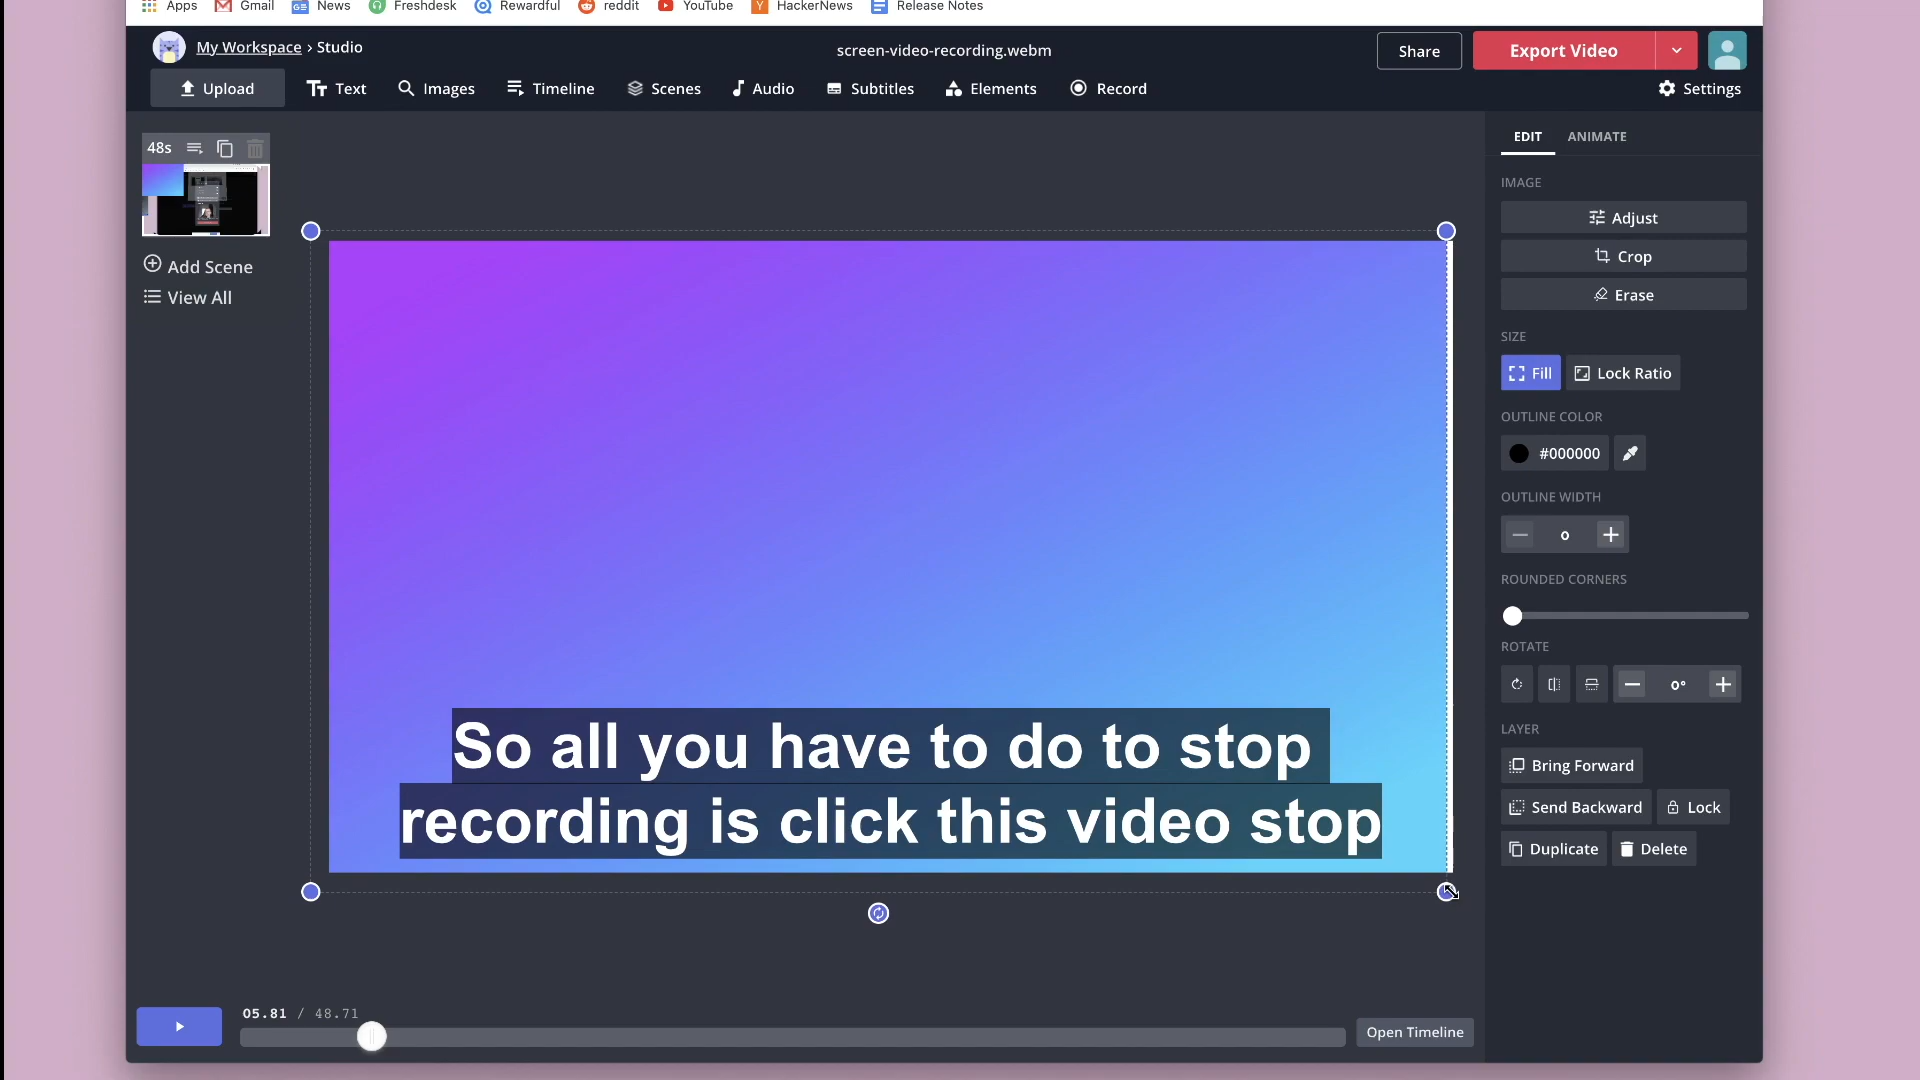 Apps Gmail News Freshdesk Rewardful reddit YouTube HackerNews Release Notes
My Workspace › Studio
screen-video-recording.webm
Share
Export Video
Upload Text Images Timeline Scenes Audio Subtitles Elements Record
Settings
48s
Add Scene
View All
So all you have to do to stop
recording is click this video stop
EDIT ANIMATE
IMAGE
Adjust
Crop
Erase
SIZE
Fill Lock Ratio
OUTLINE COLOR
#000000
OUTLINE WIDTH
0
ROUNDED CORNERS
ROTATE
0°
LAYER
Bring Forward
Send Backward Lock
Duplicate Delete
05.81 / 48.71
Open Timeline